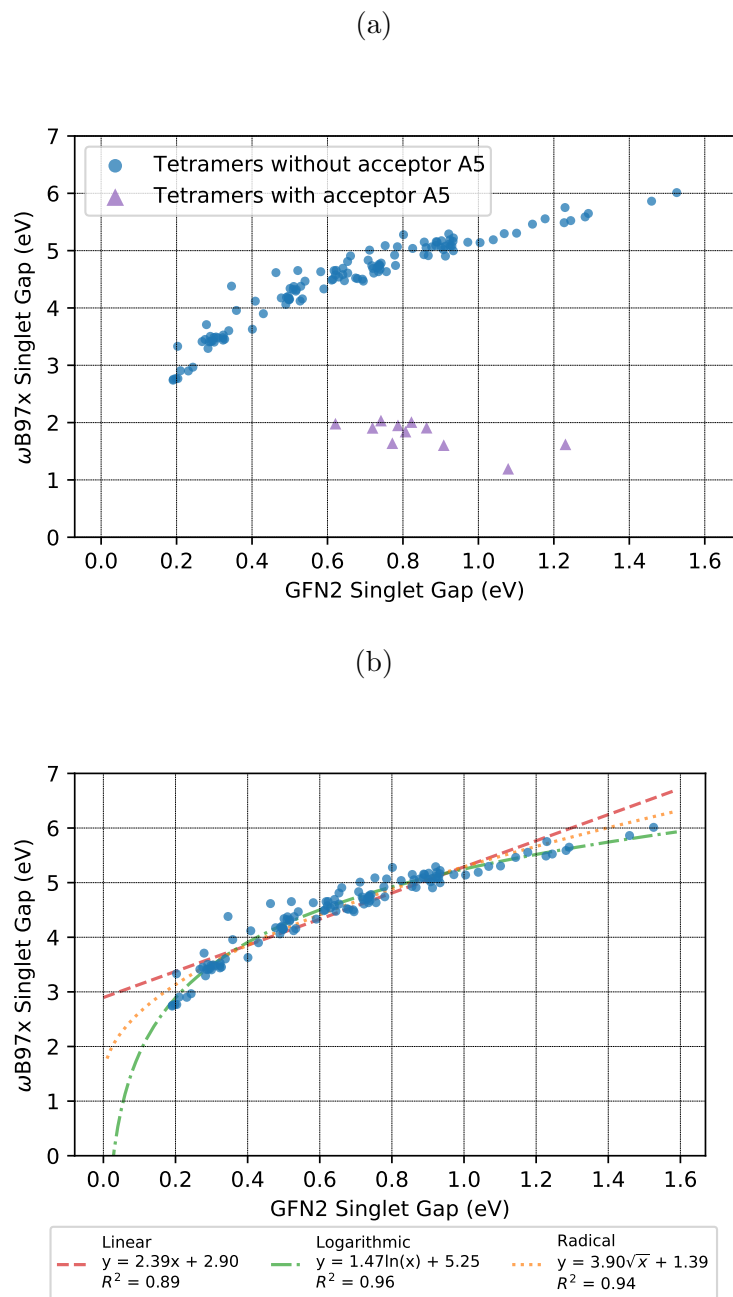 (a)
7
6
5
4
3
2
1
0
ωB97x Singlet Gap (eV)
Tetramers without acceptor A5
Tetramers with acceptor A5
0.0 0.2 0.4 0.6 0.8 1.0 1.2 1.4 1.6
GFN2 Singlet Gap (eV)
(b)
7
6
5
4
3
2
1
0
ωB97x Singlet Gap (eV)
0.0 0.2 0.4 0.6 0.8 1.0 1.2 1.4 1.6
GFN2 Singlet Gap (eV)
Linear
y = 2.39x + 2.90
R² = 0.89
Logarithmic
y = 1.47ln(x) + 5.25
R² = 0.96
Radical
y = 3.90√x + 1.39
R² = 0.94